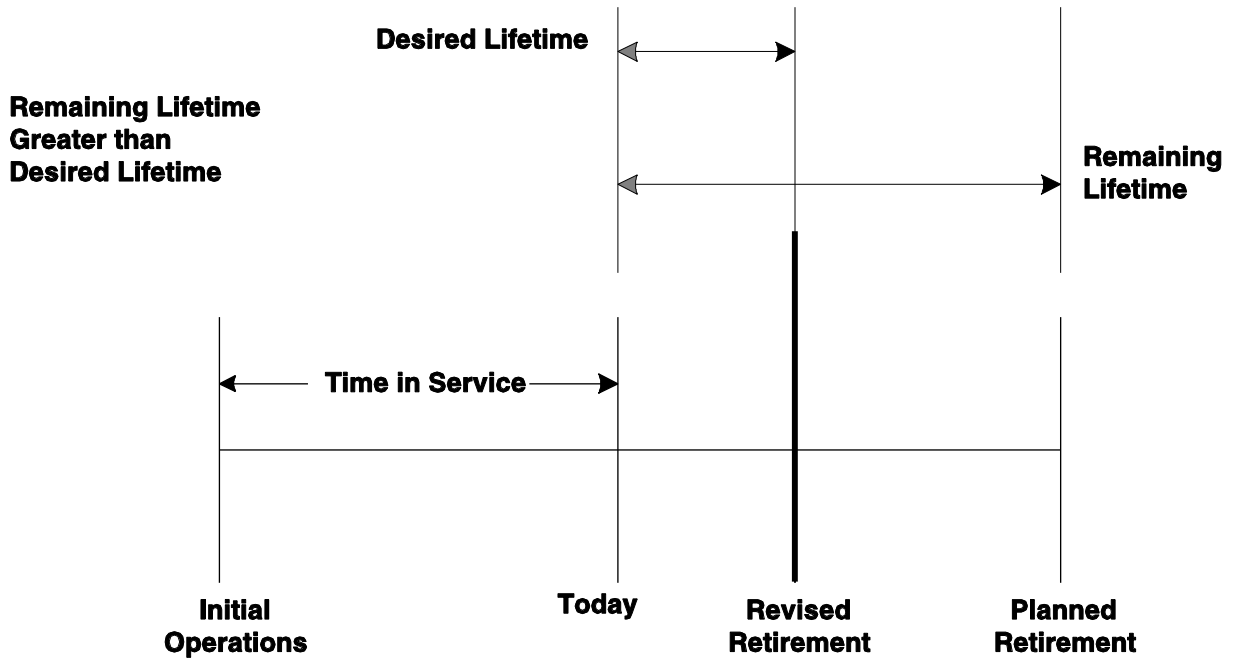 Desired Lifetime
Remaining Lifetime
Greater than
Desired Lifetime
Remaining
Lifetime
Time in Service
Initial
Operations
Today
Revised
Retirement
Planned
Retirement